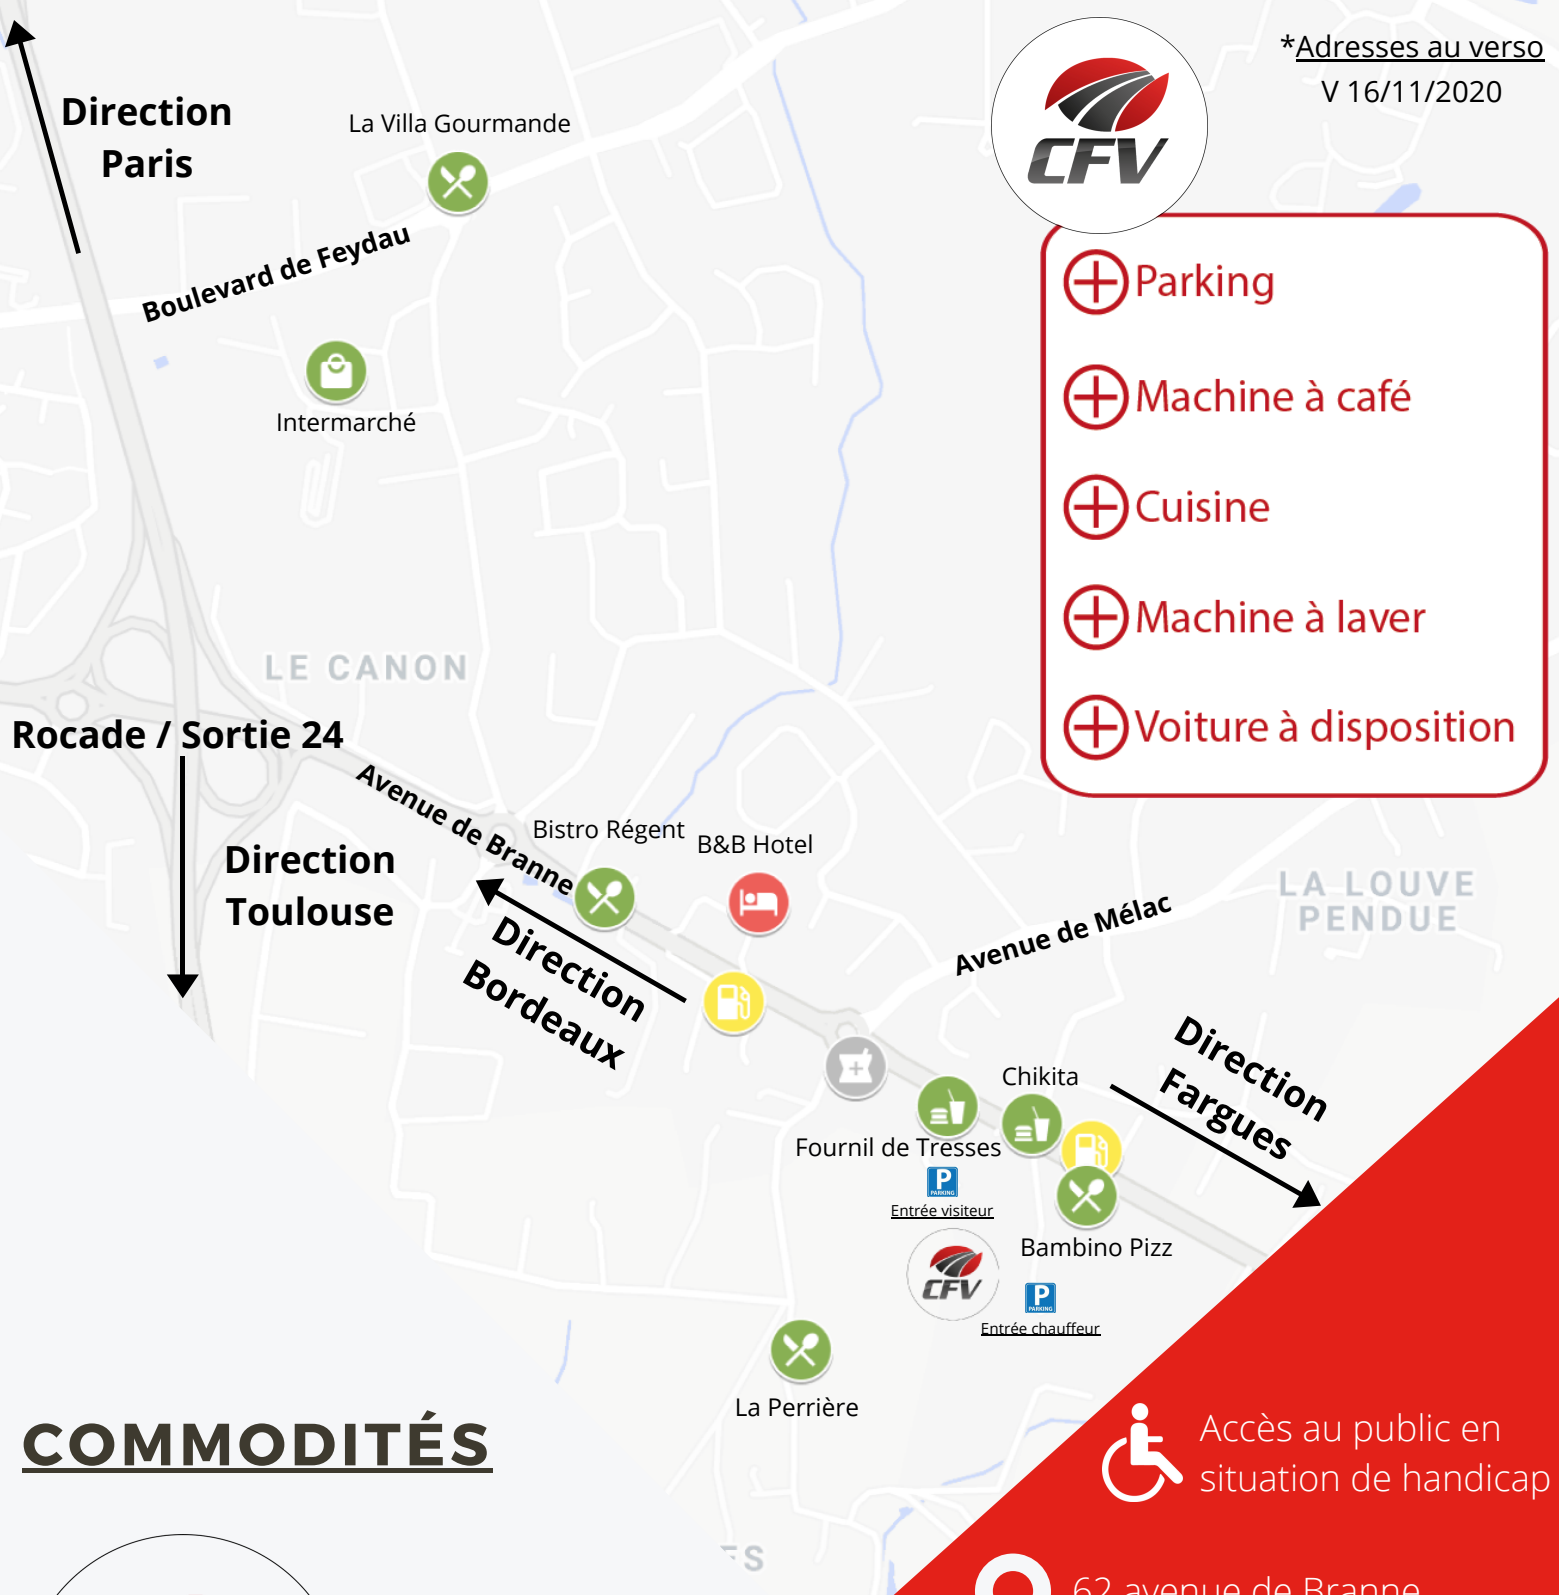 *Adresses au verso
V 16/11/2020
Direction
Paris
La Villa Gourmande
CFV
Boulevard de Feydau
Parking
Machine à café
Cuisine
Machine à laver
Voiture à disposition
Intermarché
LE CANON
Rocade / Sortie 24
Avenue de Branne
Bistro Régent
B&B Hotel
Direction
Toulouse
LA LOUVE
PENDUE
Avenue de Mélac
Direction
Bordeaux
Direction
Fargues
Chikita
Fournil de Tresses
P
PARKING
Entrée visiteur
Bambino Pizz
CFV
P
PARKING
Entrée chauffeur
La Perrière
COMMODITÉS
Accès au public en
situation de handicap
62 avenue de Branne